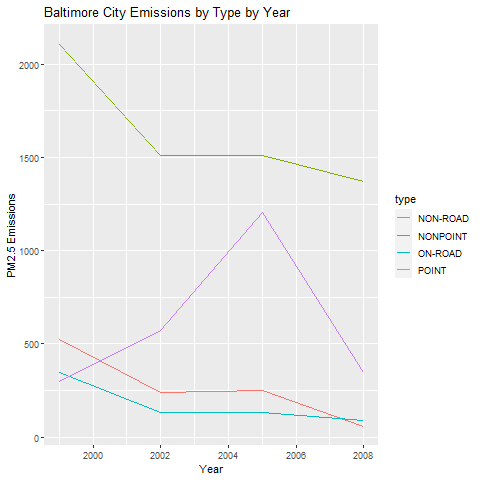 Baltimore City Emissions by Type by Year
PM2.5 Emissions
2000
1500
1000
500
0
2000
2002
2004
2006
2008
Year
type
NON-ROAD
NONPOINT
ON-ROAD
POINT